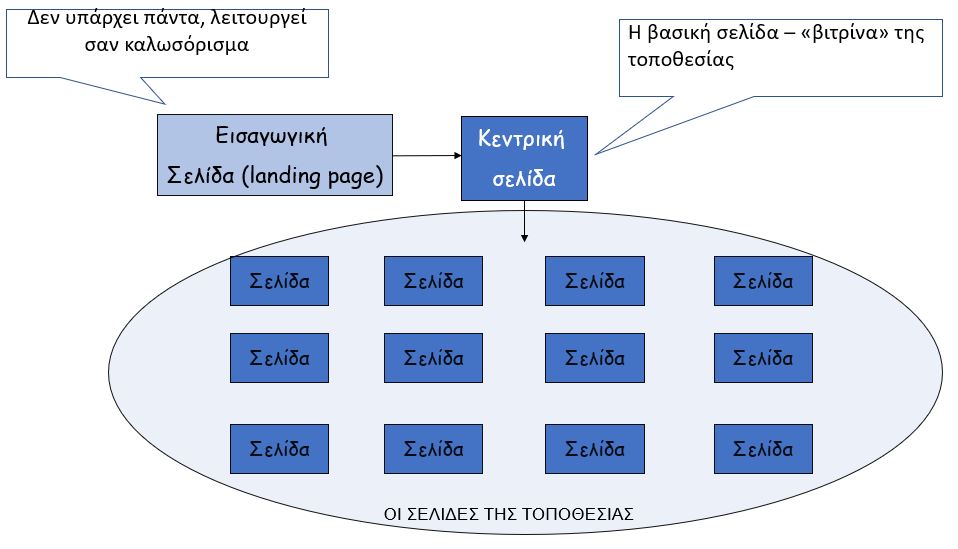 Δεν υπάρχει πάντα, λειτουργεί
σαν καλωσόρισμα
Η βασική σελίδα – «βιτρίνα» της
τοποθεσίας
Εισαγωγική
Σελίδα (landing page)
Κεντρική
σελίδα
Σελίδα Σελίδα Σελίδα Σελίδα
Σελίδα Σελίδα Σελίδα Σελίδα
Σελίδα Σελίδα Σελίδα Σελίδα
ΟΙ ΣΕΛΙΔΕΣ ΤΗΣ ΤΟΠΟΘΕΣΙΑΣ